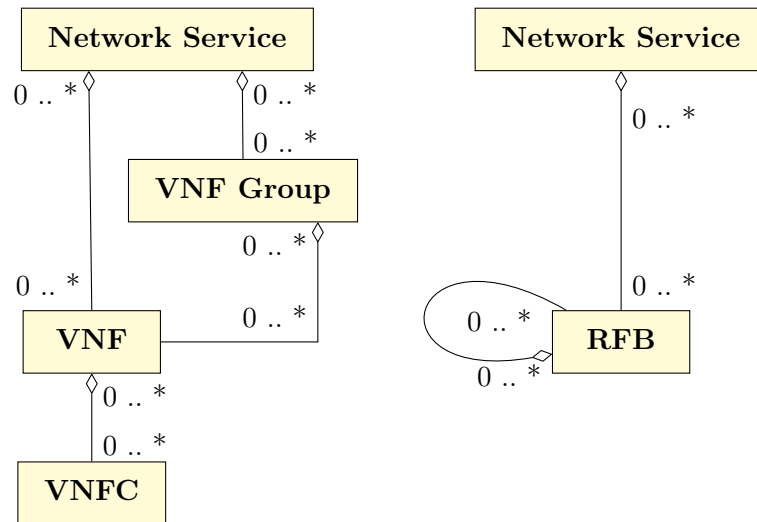 Network Service
0 .. *
0 .. *
0 .. *
VNF Group
0 .. *
0 .. *
0 .. *
VNF
0 .. *
0 .. *
VNFC
Network Service
0 .. *
0 .. *
0 .. *
RFB
0 .. *